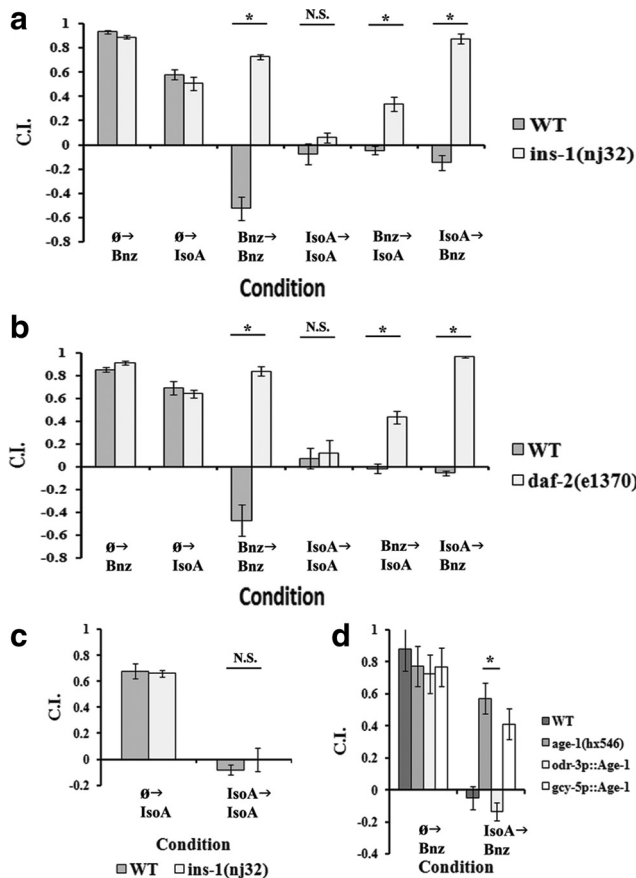 a
N.S.
* * *
1
0.8
0.6
0.4
0.2
0
-0.2
-0.4
-0.6
-0.8
C.I.
WT
ins-1(nj32)
ø→ Bnz
ø→ IsoA
Bnz→ Bnz
IsoA→ IsoA
Bnz→ IsoA
IsoA→ Bnz
Condition
b
N.S.
* * *
1
0.8
0.6
0.4
0.2
0
-0.2
-0.4
-0.6
-0.8
C.I.
WT
daf-2(e1370)
ø→ Bnz
ø→ IsoA
Bnz→ Bnz
IsoA→ IsoA
Bnz→ IsoA
IsoA→ Bnz
Condition
c
N.S.
1
0.8
0.6
0.4
0.2
0
-0.2
C.I.
ø→ IsoA
IsoA→ IsoA
Condition
WT ins-1(nj32)
d
*
1
0.8
0.6
0.4
0.2
0
-0.2
-0.4
C.I.
WT
age-1(hx546)
odr-3p::Age-1
gcy-5p::Age-1
ø→ Bnz
IsoA→ Bnz
Condition